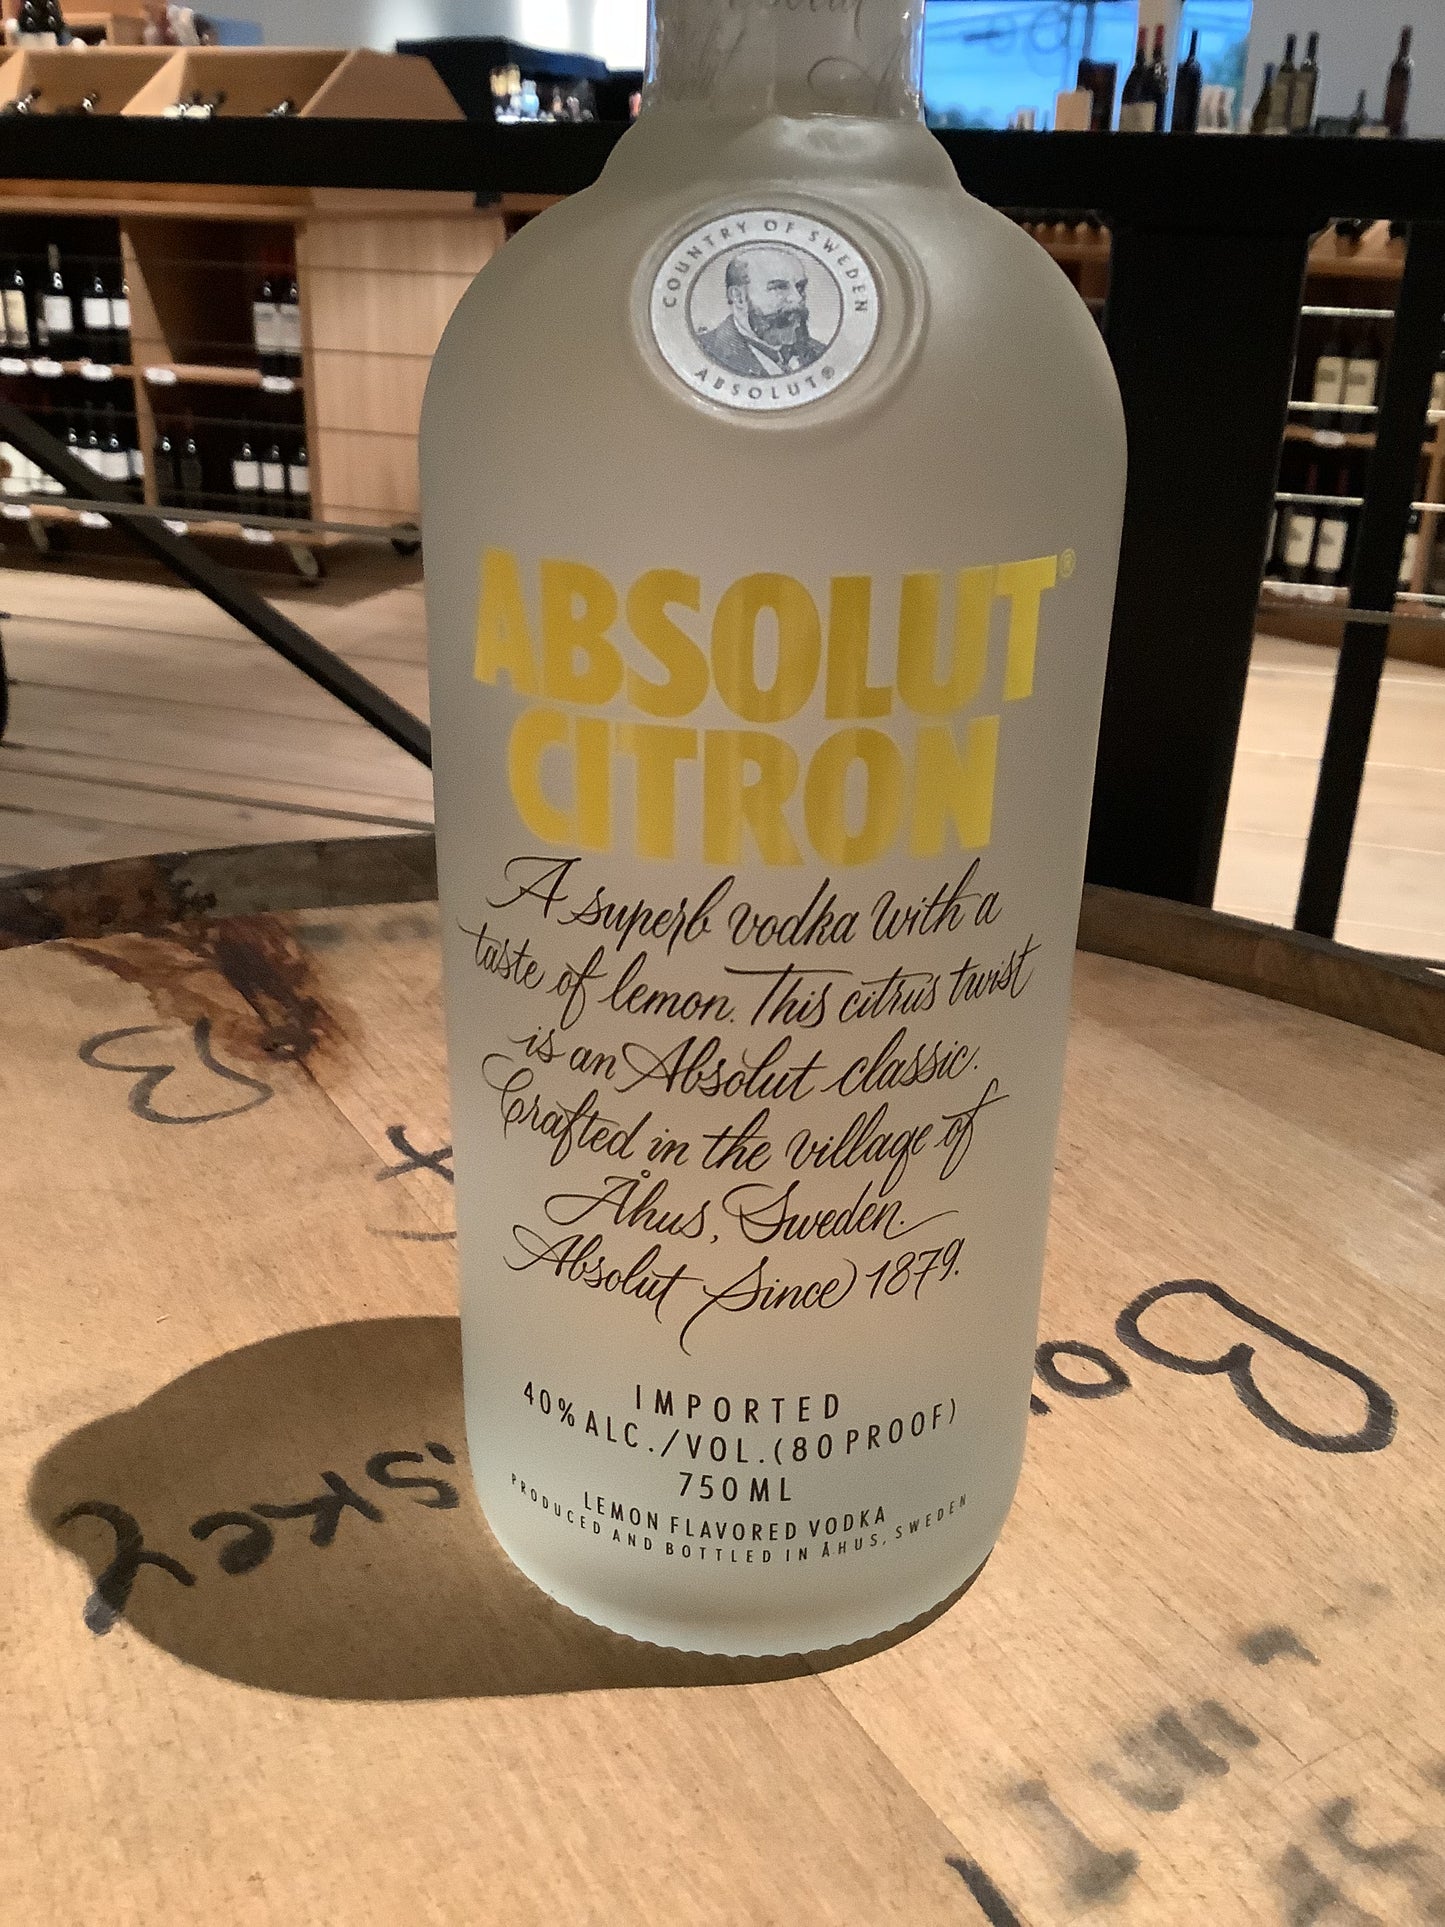 COUNTRY OF SWEDEN
ABSOLUT®
ABSOLUT®
CITRON
A superb vodka with a
taste of lemon. This citrus twist
is an Absolut classic.
Crafted in the village of
Åhus, Sweden.
Absolut Since 1879.
IMPORTED
40% ALC./VOL. (80 PROOF)
750ML
LEMON FLAVORED VODKA
PRODUCED AND BOTTLED IN ÅHUS, SWEDEN